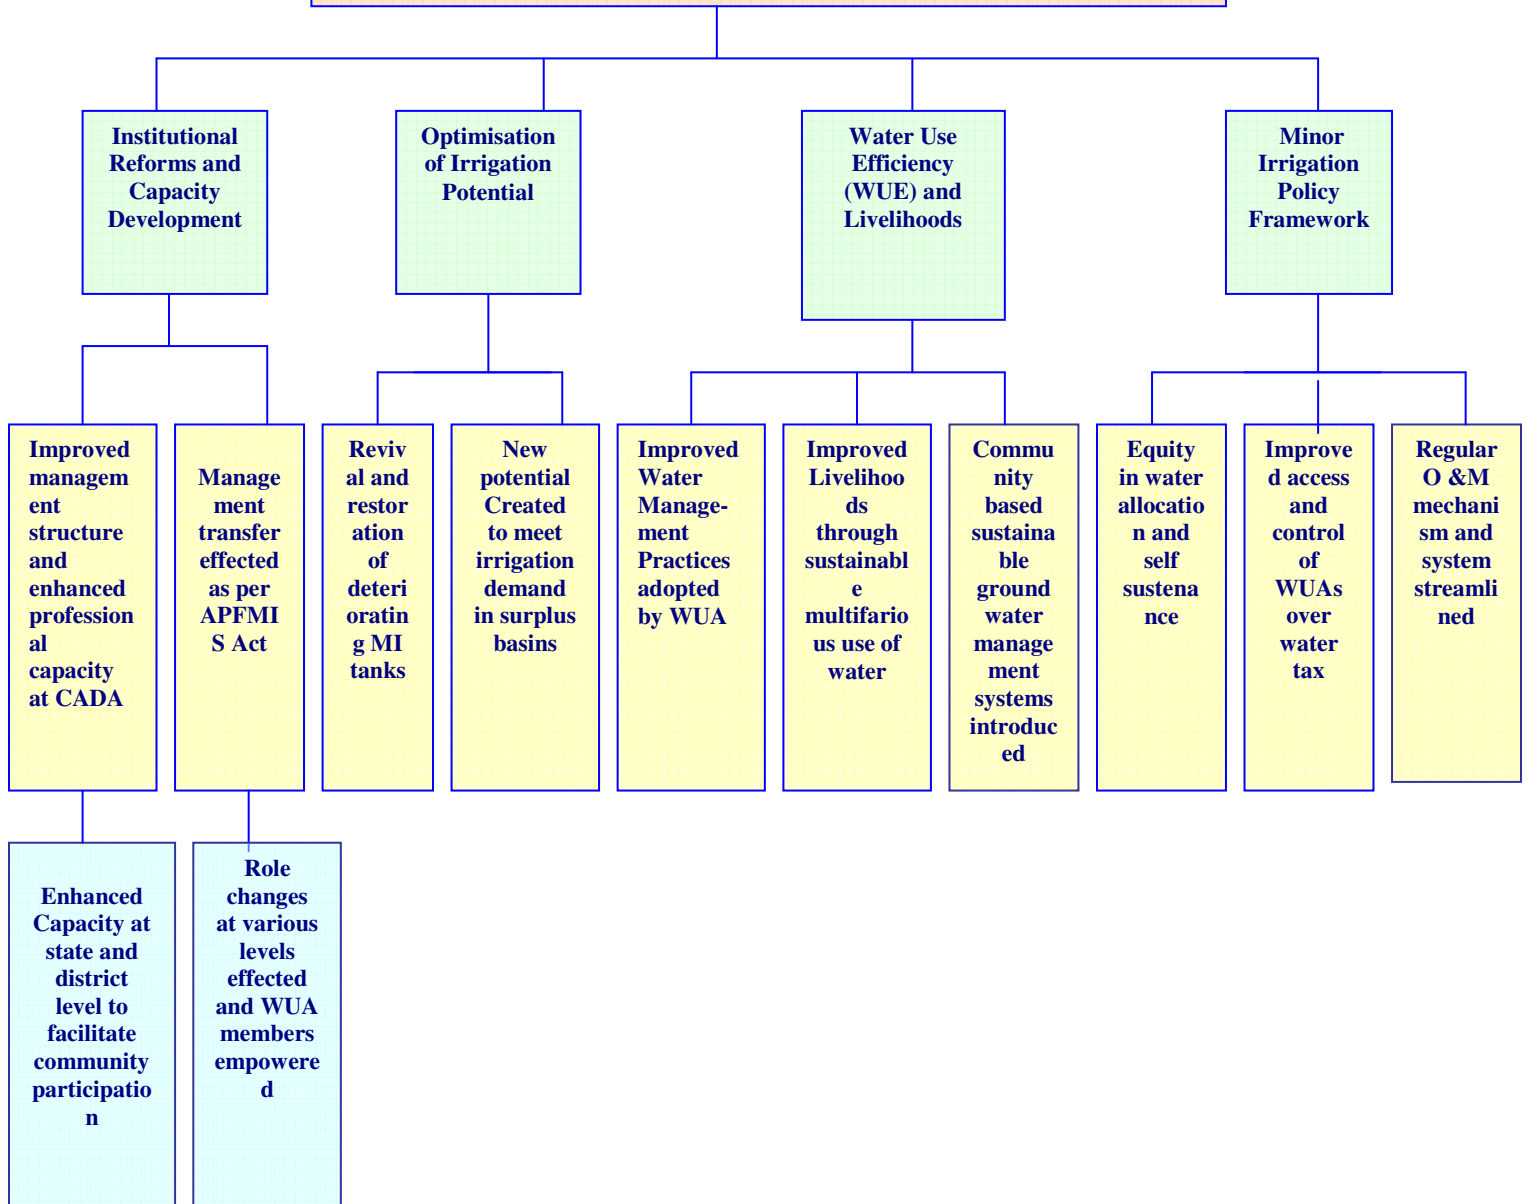 Institutional
Reforms and
Capacity
Development
Optimisation
of Irrigation
Potential
Water Use
Efficiency
(WUE) and
Livelihoods
Minor
Irrigation
Policy
Framework
Improved
managem
ent
structure
and
enhanced
profession
al
capacity
at CADA
Manage
ment
transfer
effected
as per
APFMI
S Act
Reviv
al and
restor
ation
of
deteri
oratin
g MI
tanks
New
potential
Created
to meet
irrigation
demand
in surplus
basins
Improved
Water
Manage-
ment
Practices
adopted
by WUA
Improved
Livelihoo
ds
through
sustainabl
e
multifario
us use of
water
Commu
nity
based
sustaina
ble
ground
water
manage
ment
systems
introduc
ed
Equity
in water
allocatio
n and
self
sustena
nce
Improve
d access
and
control
of
WUAs
over
water
tax
Regular
O &M
mechani
sm and
system
streamli
ned
Enhanced
Capacity at
state and
district
level to
facilitate
community
participatio
n
Role
changes
at various
levels
effected
and WUA
members
empowere
d